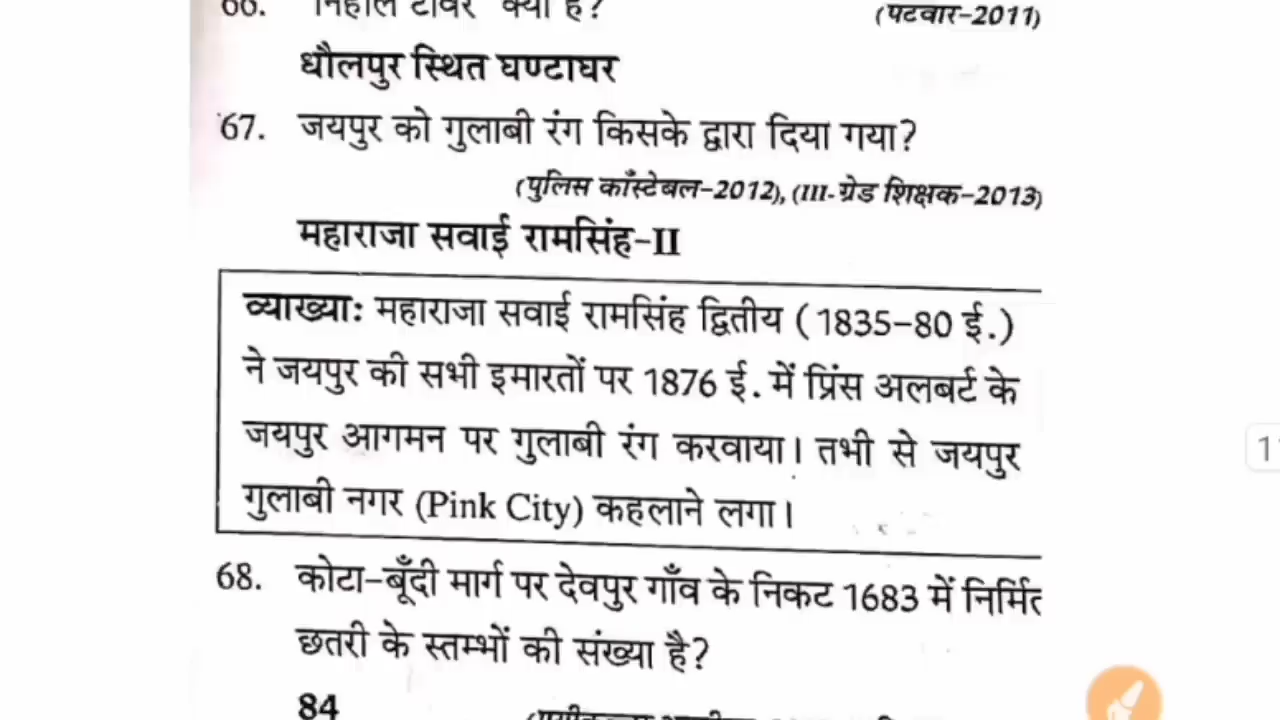 66. निहाल टावर क्या है?
(पटवार-2011)
धौलपुर स्थित घण्टाघर
67. जयपुर को गुलाबी रंग किसके द्वारा दिया गया?
(पुलिस काँस्टेबल-2012), (III-ग्रेड शिक्षक-2013)
महाराजा सवाई रामसिंह-II
व्याख्याः महाराजा सवाई रामसिंह द्वितीय (1835-80 ई.)
ने जयपुर की सभी इमारतों पर 1876 ई. में प्रिंस अलबर्ट के
जयपुर आगमन पर गुलाबी रंग करवाया। तभी से जयपुर
गुलाबी नगर (Pink City) कहलाने लगा।
68. कोटा-बूँदी मार्ग पर देवपुर गाँव के निकट 1683 में निर्मित
छतरी के स्तम्भों की संख्या है?
84